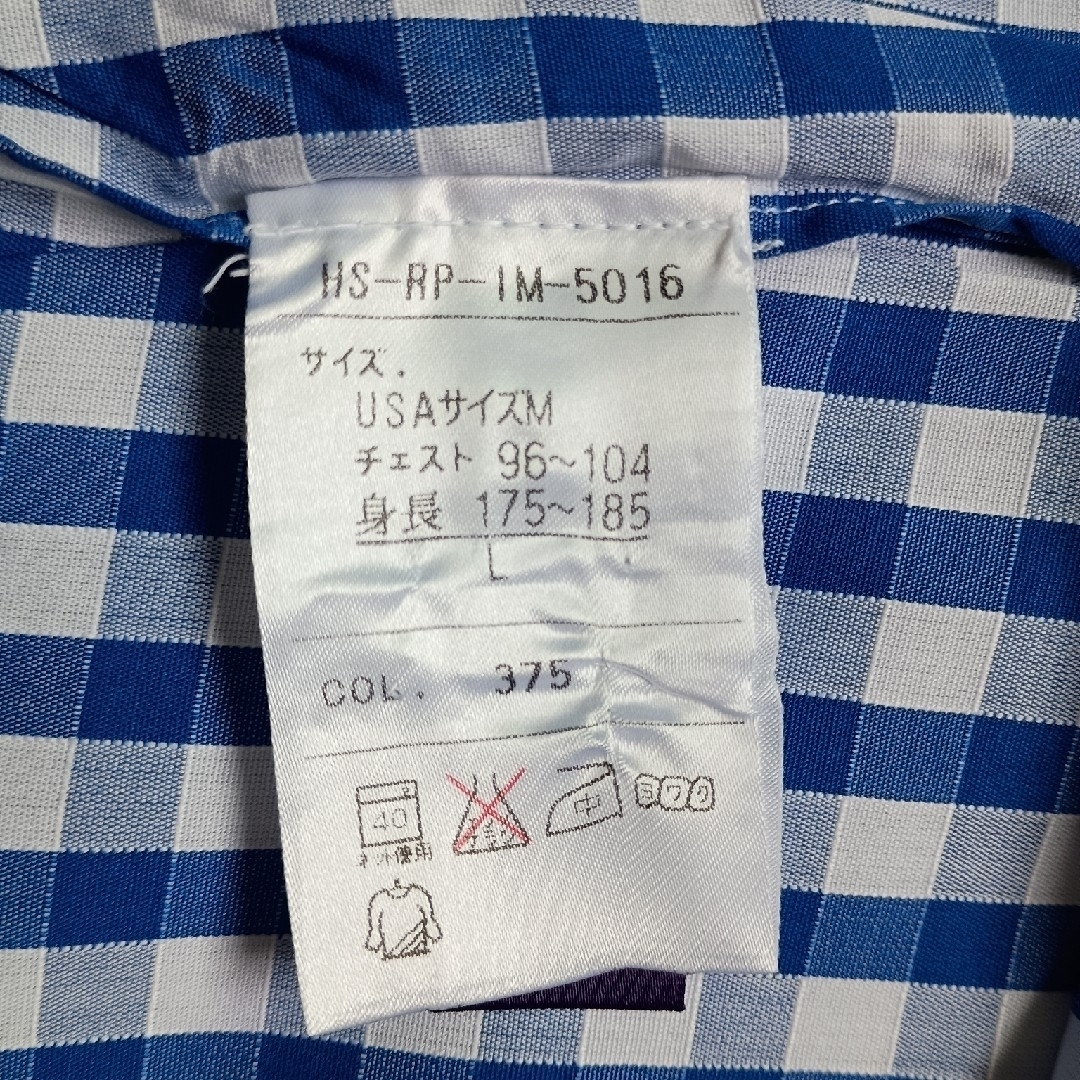 HS-RP-IM-5016
サイズ.
USAサイズM
チェスト 96~104
身長 175~185
L
COL. 375
40
ネット使用
中
ヨワク